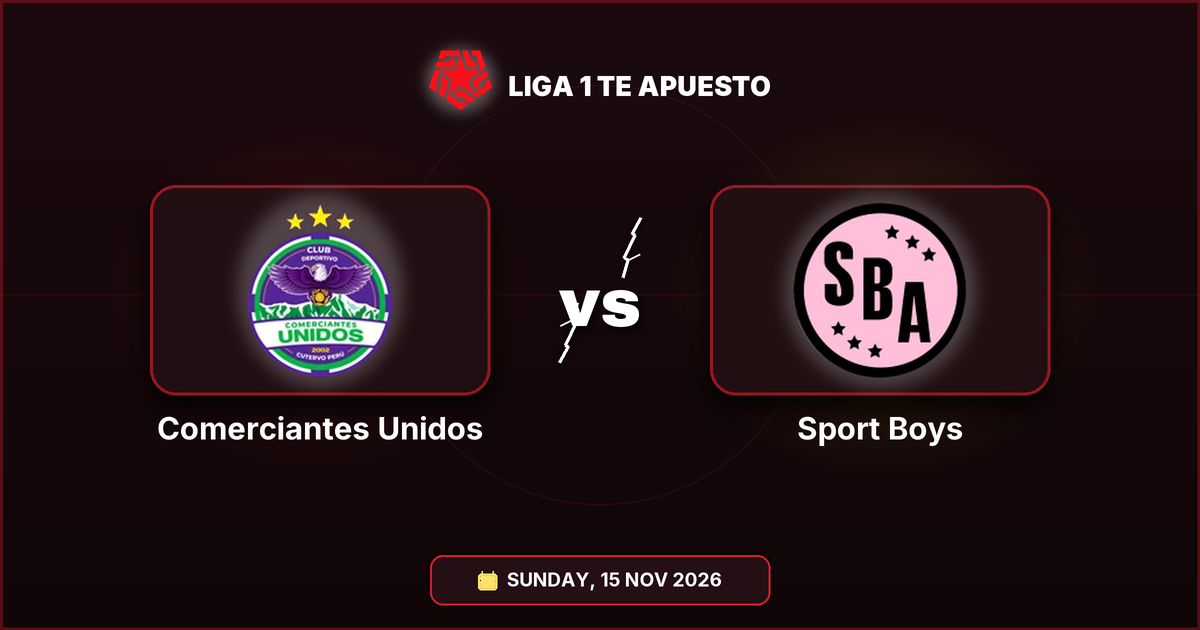 LIGA 1 TE APUESTO
CLUB
DEPORTIVO
COMERCIANTES
UNIDOS
2002
CUTERVO PERÚ
vs
SBA
Comerciantes Unidos
Sport Boys
SUNDAY, 15 NOV 2026